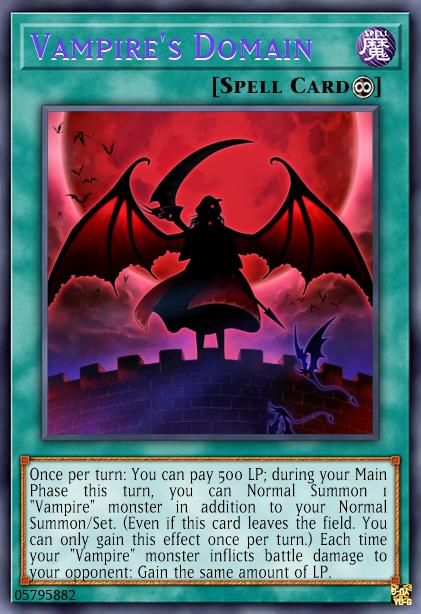 Vampire's Domain
SPELL
魔
[Spell Card]
Once per turn: You can pay 500 LP; during your Main
Phase this turn, you can Normal Summon 1
"Vampire" monster in addition to your Normal
Summon/Set. (Even if this card leaves the field. You
can only gain this effect once per turn.) Each time
your "Vampire" monster inflicts battle damage to
your opponent: Gain the same amount of LP.
05795882